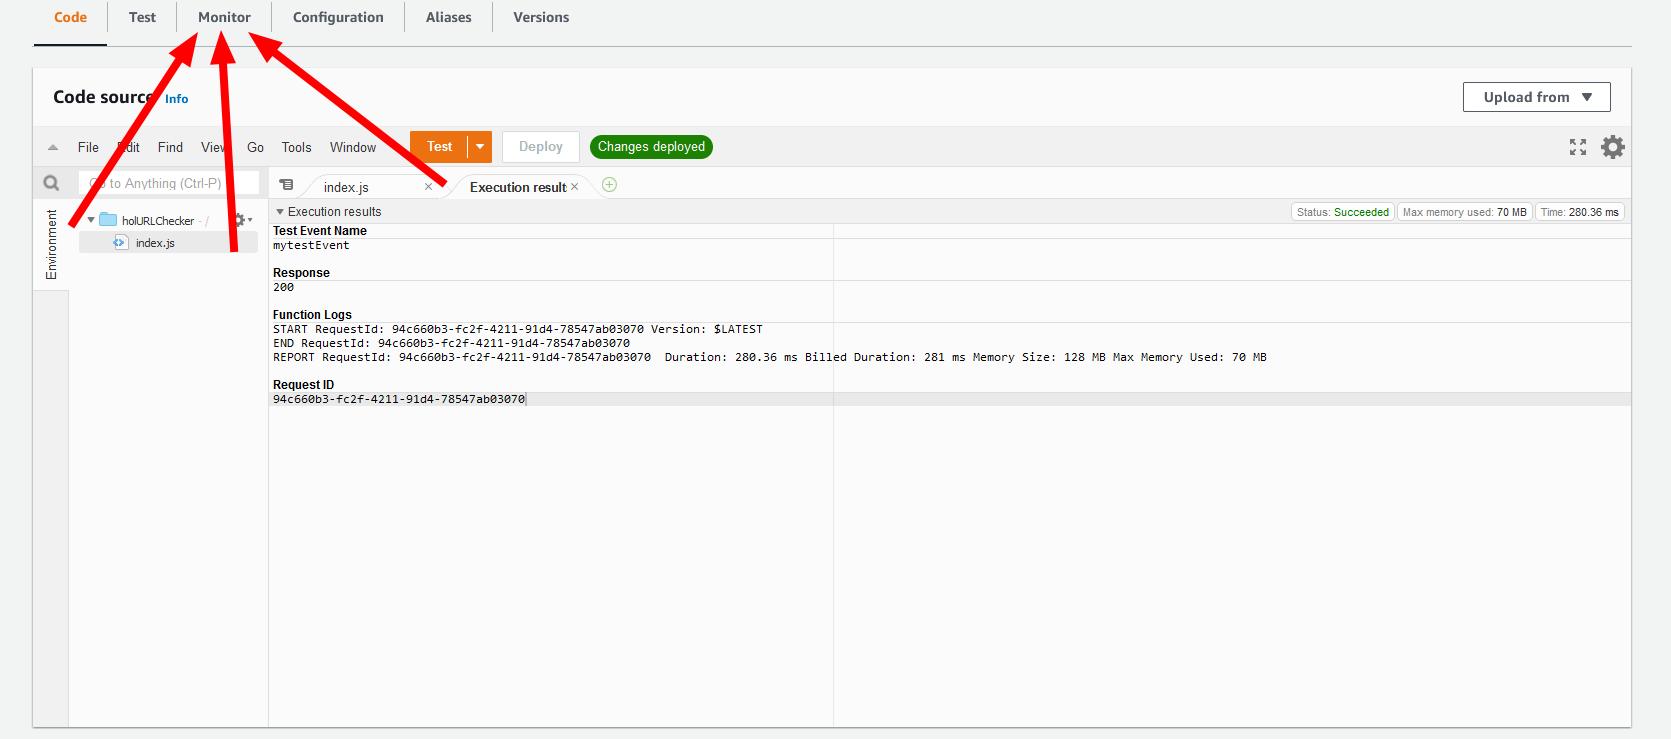 Code Test Monitor Configuration Aliases Versions
Code source Info
Upload from
File Edit Find View Go Tools Window Test Deploy Changes deployed
Go to Anything (Ctrl-P)
index.js Execution result
Execution results
Status: Succeeded Max memory used: 70 MB Time: 280.36 ms
Environment
holURLChecker - /
index.js
Test Event Name
mytestEvent
Response
200
Function Logs
START RequestId: 94c660b3-fc2f-4211-91d4-78547ab03070 Version: $LATEST
END RequestId: 94c660b3-fc2f-4211-91d4-78547ab03070
REPORT RequestId: 94c660b3-fc2f-4211-91d4-78547ab03070 Duration: 280.36 ms Billed Duration: 281 ms Memory Size: 128 MB Max Memory Used: 70 MB
Request ID
94c660b3-fc2f-4211-91d4-78547ab03070